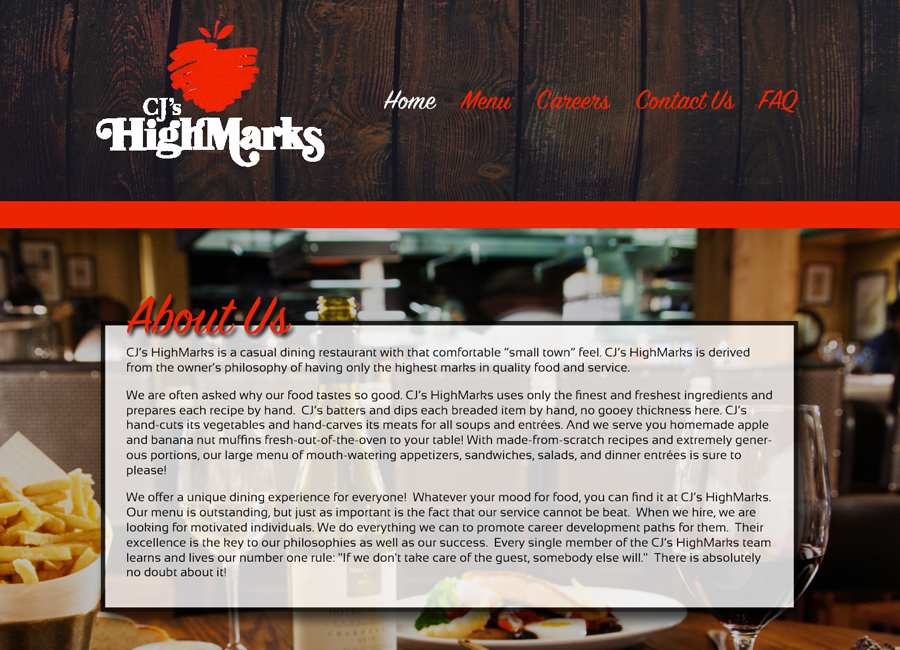 CJ's
HighMarks
Home Menu Careers Contact Us FAQ
About Us
CJ's HighMarks is a casual dining restaurant with that comfortable "small town" feel. CJ's HighMarks is derived
from the owner's philosophy of having only the highest marks in quality food and service.
We are often asked why our food tastes so good. CJ's HighMarks uses only the finest and freshest ingredients and
prepares each recipe by hand.  CJ's batters and dips each breaded item by hand, no gooey thickness here. CJ's
hand-cuts its vegetables and hand-carves its meats for all soups and entrées. And we serve you homemade apple
and banana nut muffins fresh-out-of-the-oven to your table! With made-from-scratch recipes and extremely gener-
ous portions, our large menu of mouth-watering appetizers, sandwiches, salads, and dinner entrées is sure to
please!
We offer a unique dining experience for everyone!  Whatever your mood for food, you can find it at CJ's HighMarks.
Our menu is outstanding, but just as important is the fact that our service cannot be beat.  When we hire, we are
looking for motivated individuals. We do everything we can to promote career development paths for them.  Their
excellence is the key to our philosophies as well as our success.  Every single member of the CJ's HighMarks team
learns and lives our number one rule: "If we don't take care of the guest, somebody else will."  There is absolutely
no doubt about it!
CHARDONNAY